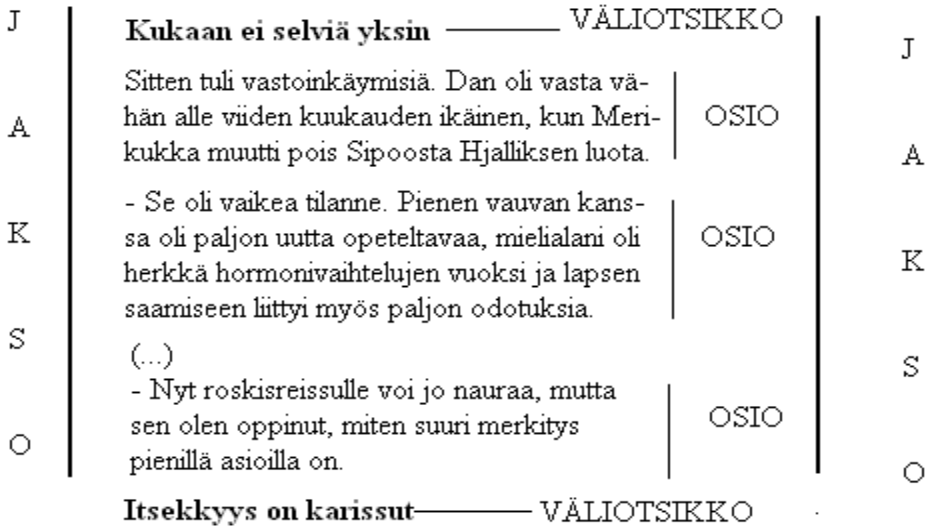 Kukaan ei selviä yksin VÄLIOTSIKKO
Sitten tuli vastoinkäymisiä. Dan oli vasta vä-
hän alle viiden kuukauden ikäinen, kun Meri-
kukka muutti pois Sipoosta Hjalliksen luota.
OSIO
- Se oli vaikea tilanne. Pienen vauvan kans-
sa oli paljon uutta opeteltavaa, mielialani oli
herkkä hormonivaihtelujen vuoksi ja lapsen
saamiseen liittyi myös paljon odotuksia.
OSIO
(...)
- Nyt roskisreissulle voi jo nauraa, mutta
sen olen oppinut, miten suuri merkitys
pienillä asioilla on.
OSIO
Itsekkyys on karissut VÄLIOTSIKKO
J
A
K
S
O
J
A
K
S
O